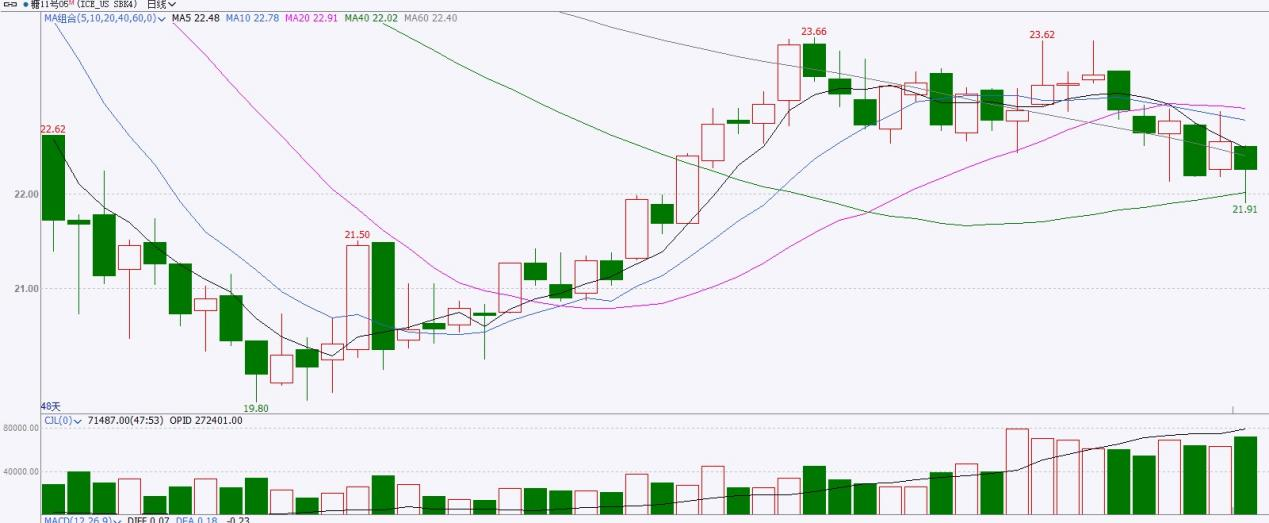 糖11号05M (ICE_US SBK4) 日线
MA组合(5,10,20,40,60,0) MA5 22.48 MA10 22.78 MA20 22.91 MA40 22.02 MA60 22.40
23.66
23.62
22.62
22.00
21.91
21.50
21.00
19.80
48天
CJL(0) 71487.00(47:53) OPID 272401.00
80000.00
40000.00
MACD(12,26,9) DIFF 0.07 DEA 0.18 -0.23